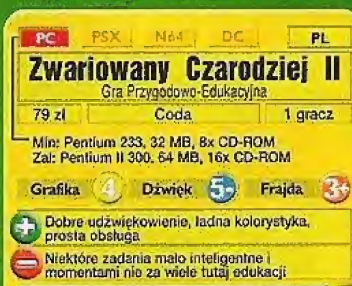 PC PSX N64 DC PL
Zwariowany Czarodziej II
Gra Przygodowo-Edukacyjna
79 zł Coda 1 gracz
Min: Pentium 233, 32 MB, 8x CD-ROM
Zal: Pentium II 300, 64 MB, 16x CD-ROM
Grafika 4 Dźwięk 5- Frajda 3+
Dobre udźwiękowienie, ładna kolorystyka,
prosta obsługa
Niektóre zadania mało inteligentne i
momentami nie za wiele tutaj edukacji